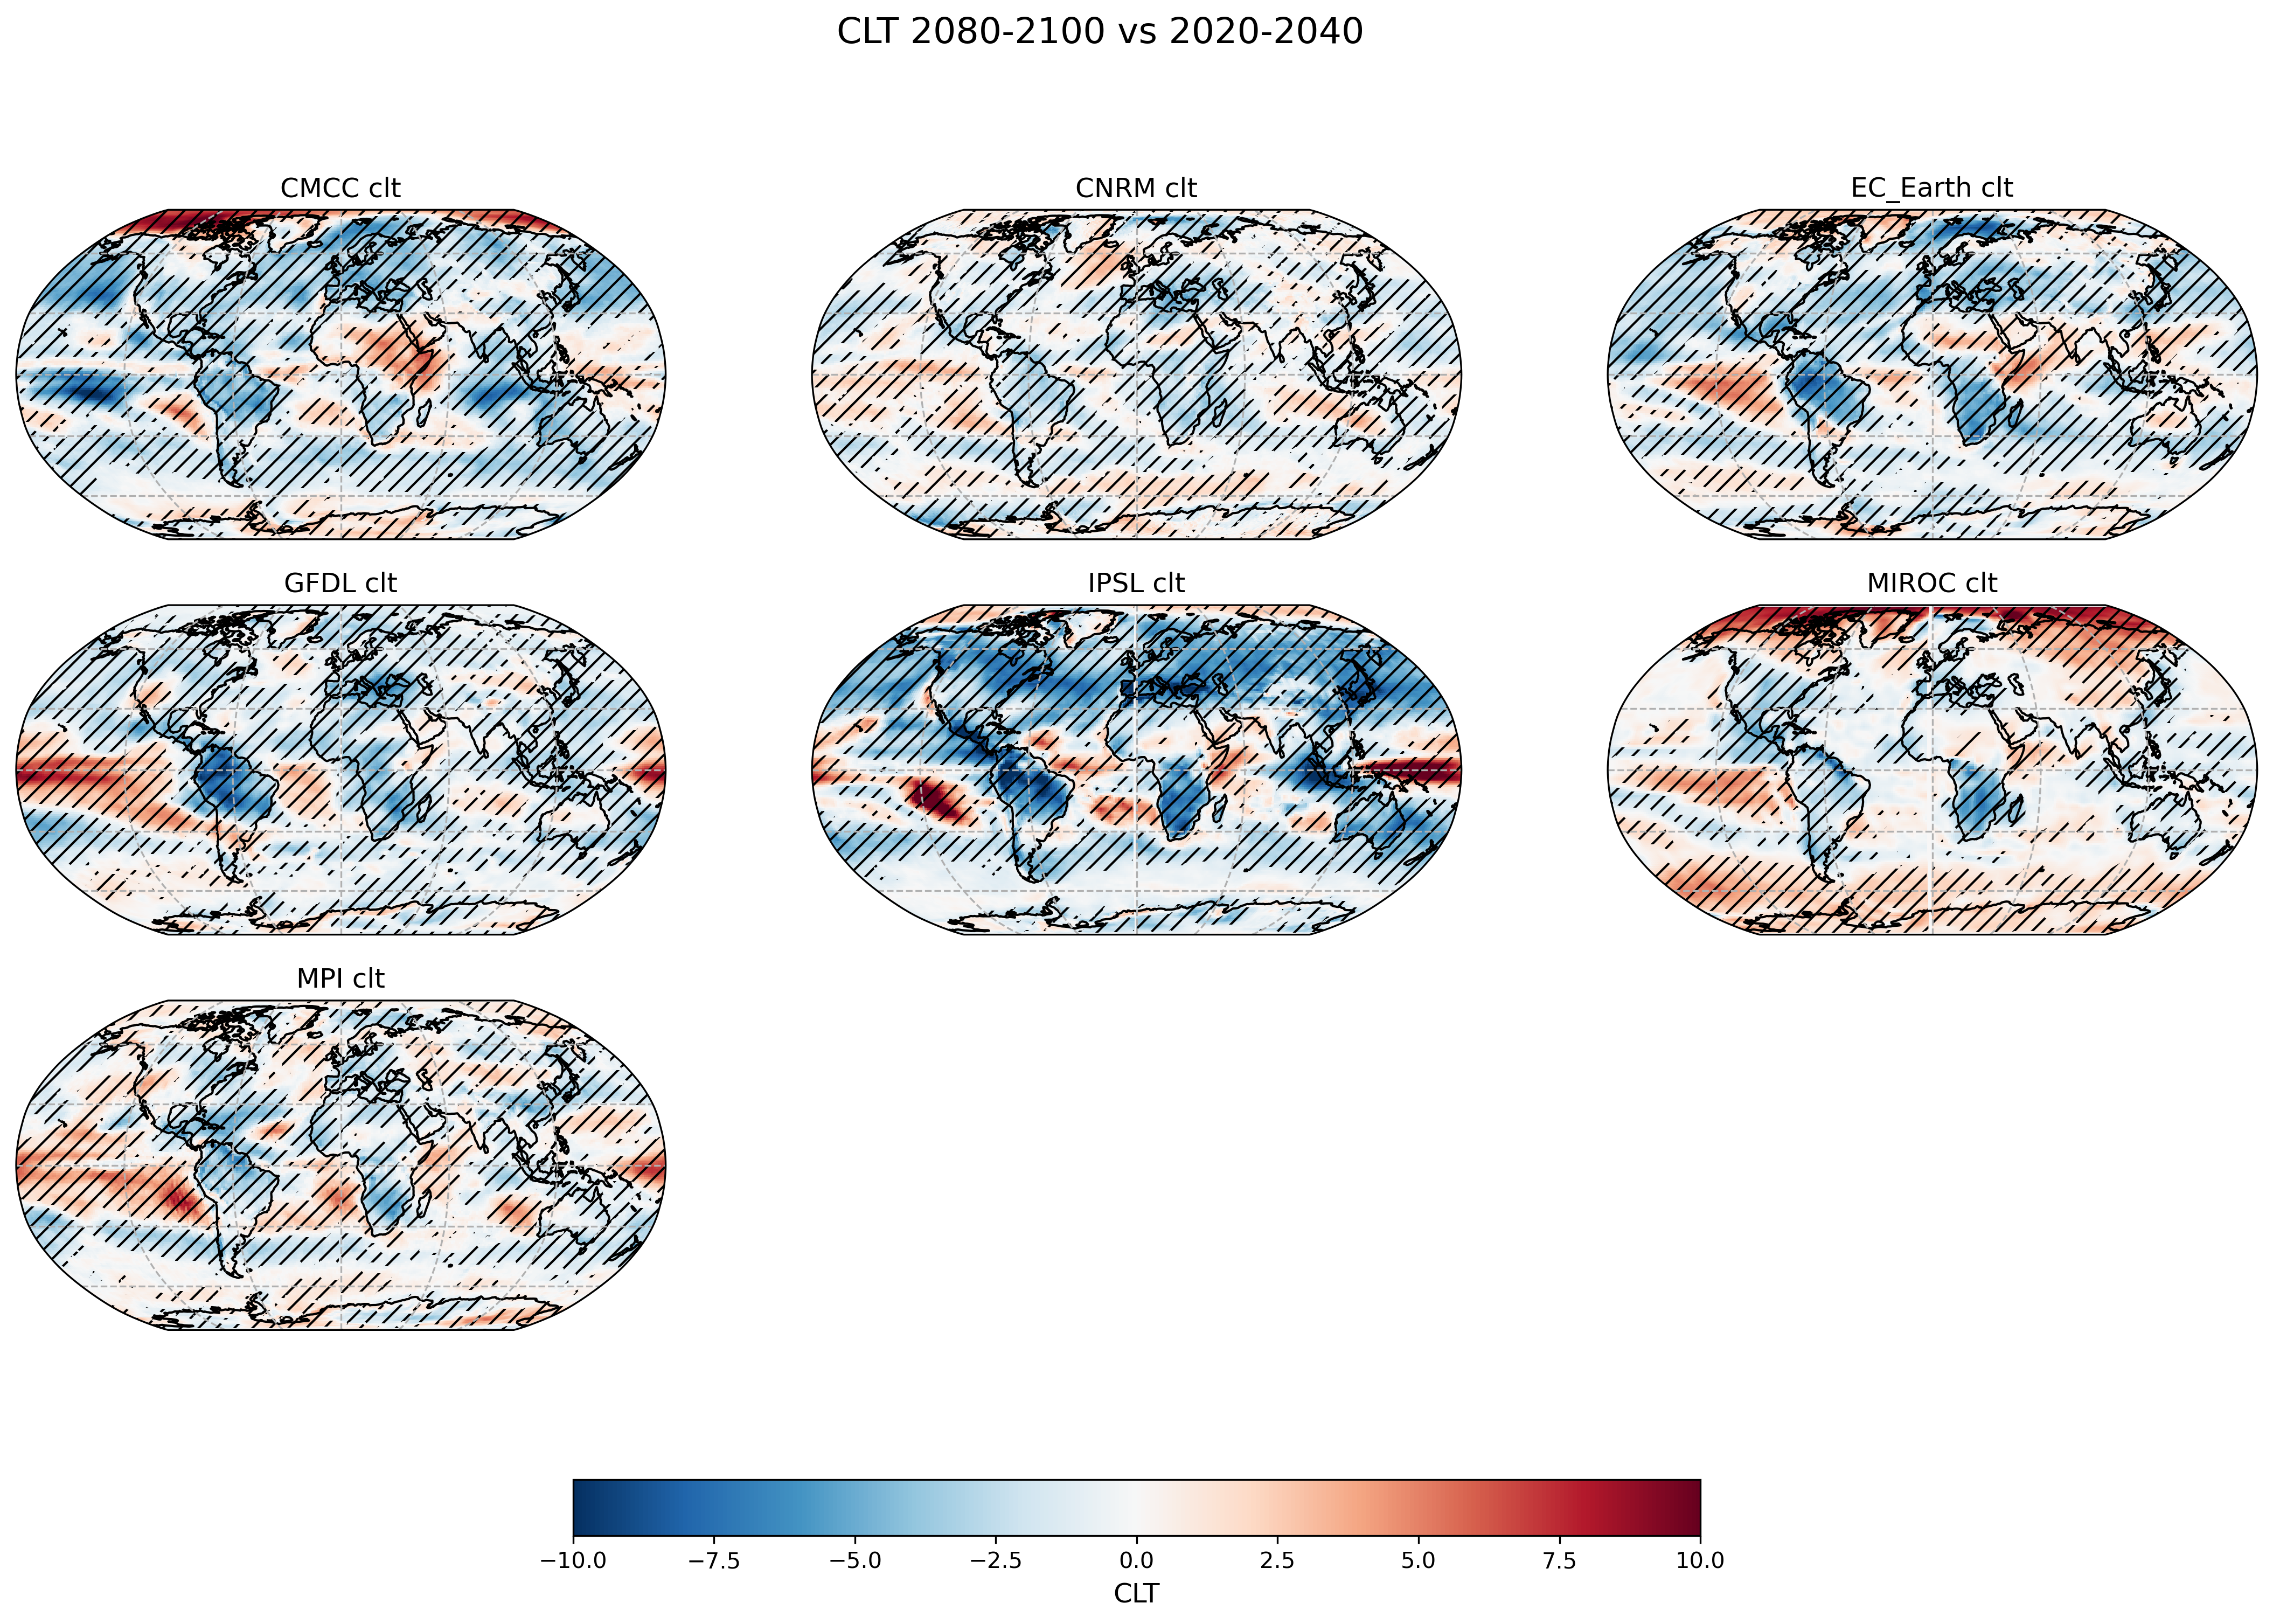 CLT 2080-2100 vs 2020-2040
CMCC clt
CNRM clt
EC_Earth clt
GFDL clt
IPSL clt
MIROC clt
MPI clt
−10.0 −7.5 −5.0 −2.5 0.0 2.5 5.0 7.5 10.0
CLT